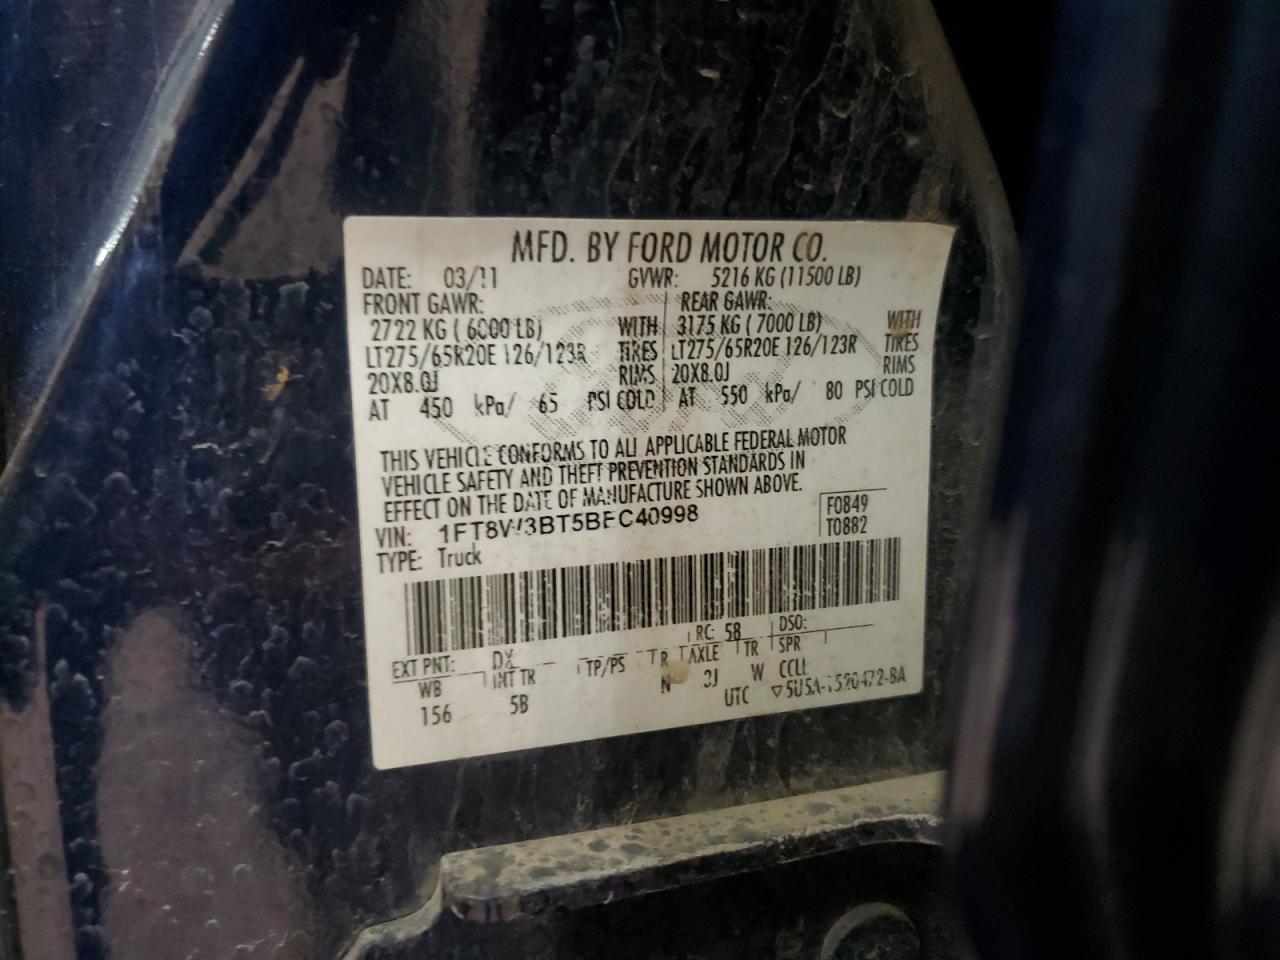 MFD. BY FORD MOTOR CO.
DATE: 03/11 GVWR: 5216 KG (11500 LB)
FRONT GAWR: REAR GAWR:
2722 KG ( 6000 LB) WITH 3175 KG ( 7000 LB) WITH
LT275/65R20E 126/123R TIRES LT275/65R20E 126/123R TIRES
20X8.0J RIMS 20X8.0J RIMS
AT 450 kPa/ 65 PSI COLD AT 550 kPa/ 80 PSI COLD
THIS VEHICLE CONFORMS TO ALL APPLICABLE FEDERAL MOTOR
VEHICLE SAFETY AND THEFT PREVENTION STANDARDS IN
EFFECT ON THE DATE OF MANUFACTURE SHOWN ABOVE.
VIN: 1FT8W3BT5BEC40998 F0849
TYPE: Truck T0882
EXT PNT: DX RC: 58 DSO:
WB INT TR TP/PS R AXLE TR SPR
156 5B N W CCLL
UTC